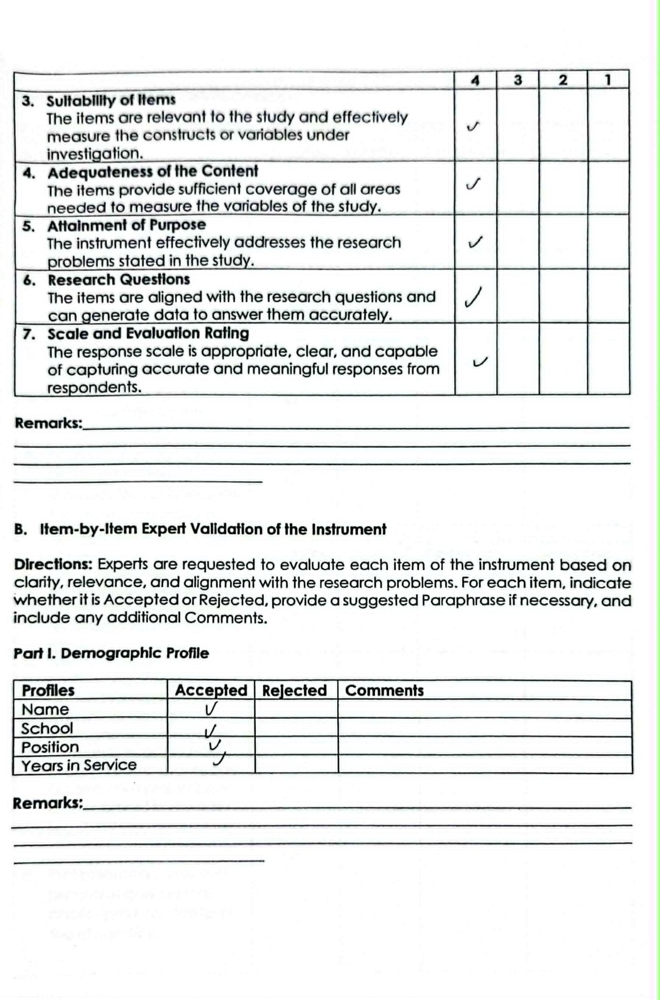 4 3 2 1
3. Suitability of Items
The items are relevant to the study and effectively
measure the constructs or variables under
investigation.
✓
4. Adequateness of the Content
The items provide sufficient coverage of all areas
needed to measure the variables of the study.
✓
5. Attainment of Purpose
The instrument effectively addresses the research
problems stated in the study.
✓
6. Research Questions
The items are aligned with the research questions and
can generate data to answer them accurately.
✓
7. Scale and Evaluation Rating
The response scale is appropriate, clear, and capable
of capturing accurate and meaningful responses from
respondents.
✓
Remarks:
B. Item-by-Item Expert Validation of the Instrument
Directions: Experts are requested to evaluate each item of the instrument based on
clarity, relevance, and alignment with the research problems. For each item, indicate
whether it is Accepted or Rejected, provide a suggested Paraphrase if necessary, and
include any additional Comments.
Part I. Demographic Profile
Profiles Accepted Rejected Comments
Name ✓
School ✓
Position ✓
Years in Service ✓
Remarks: